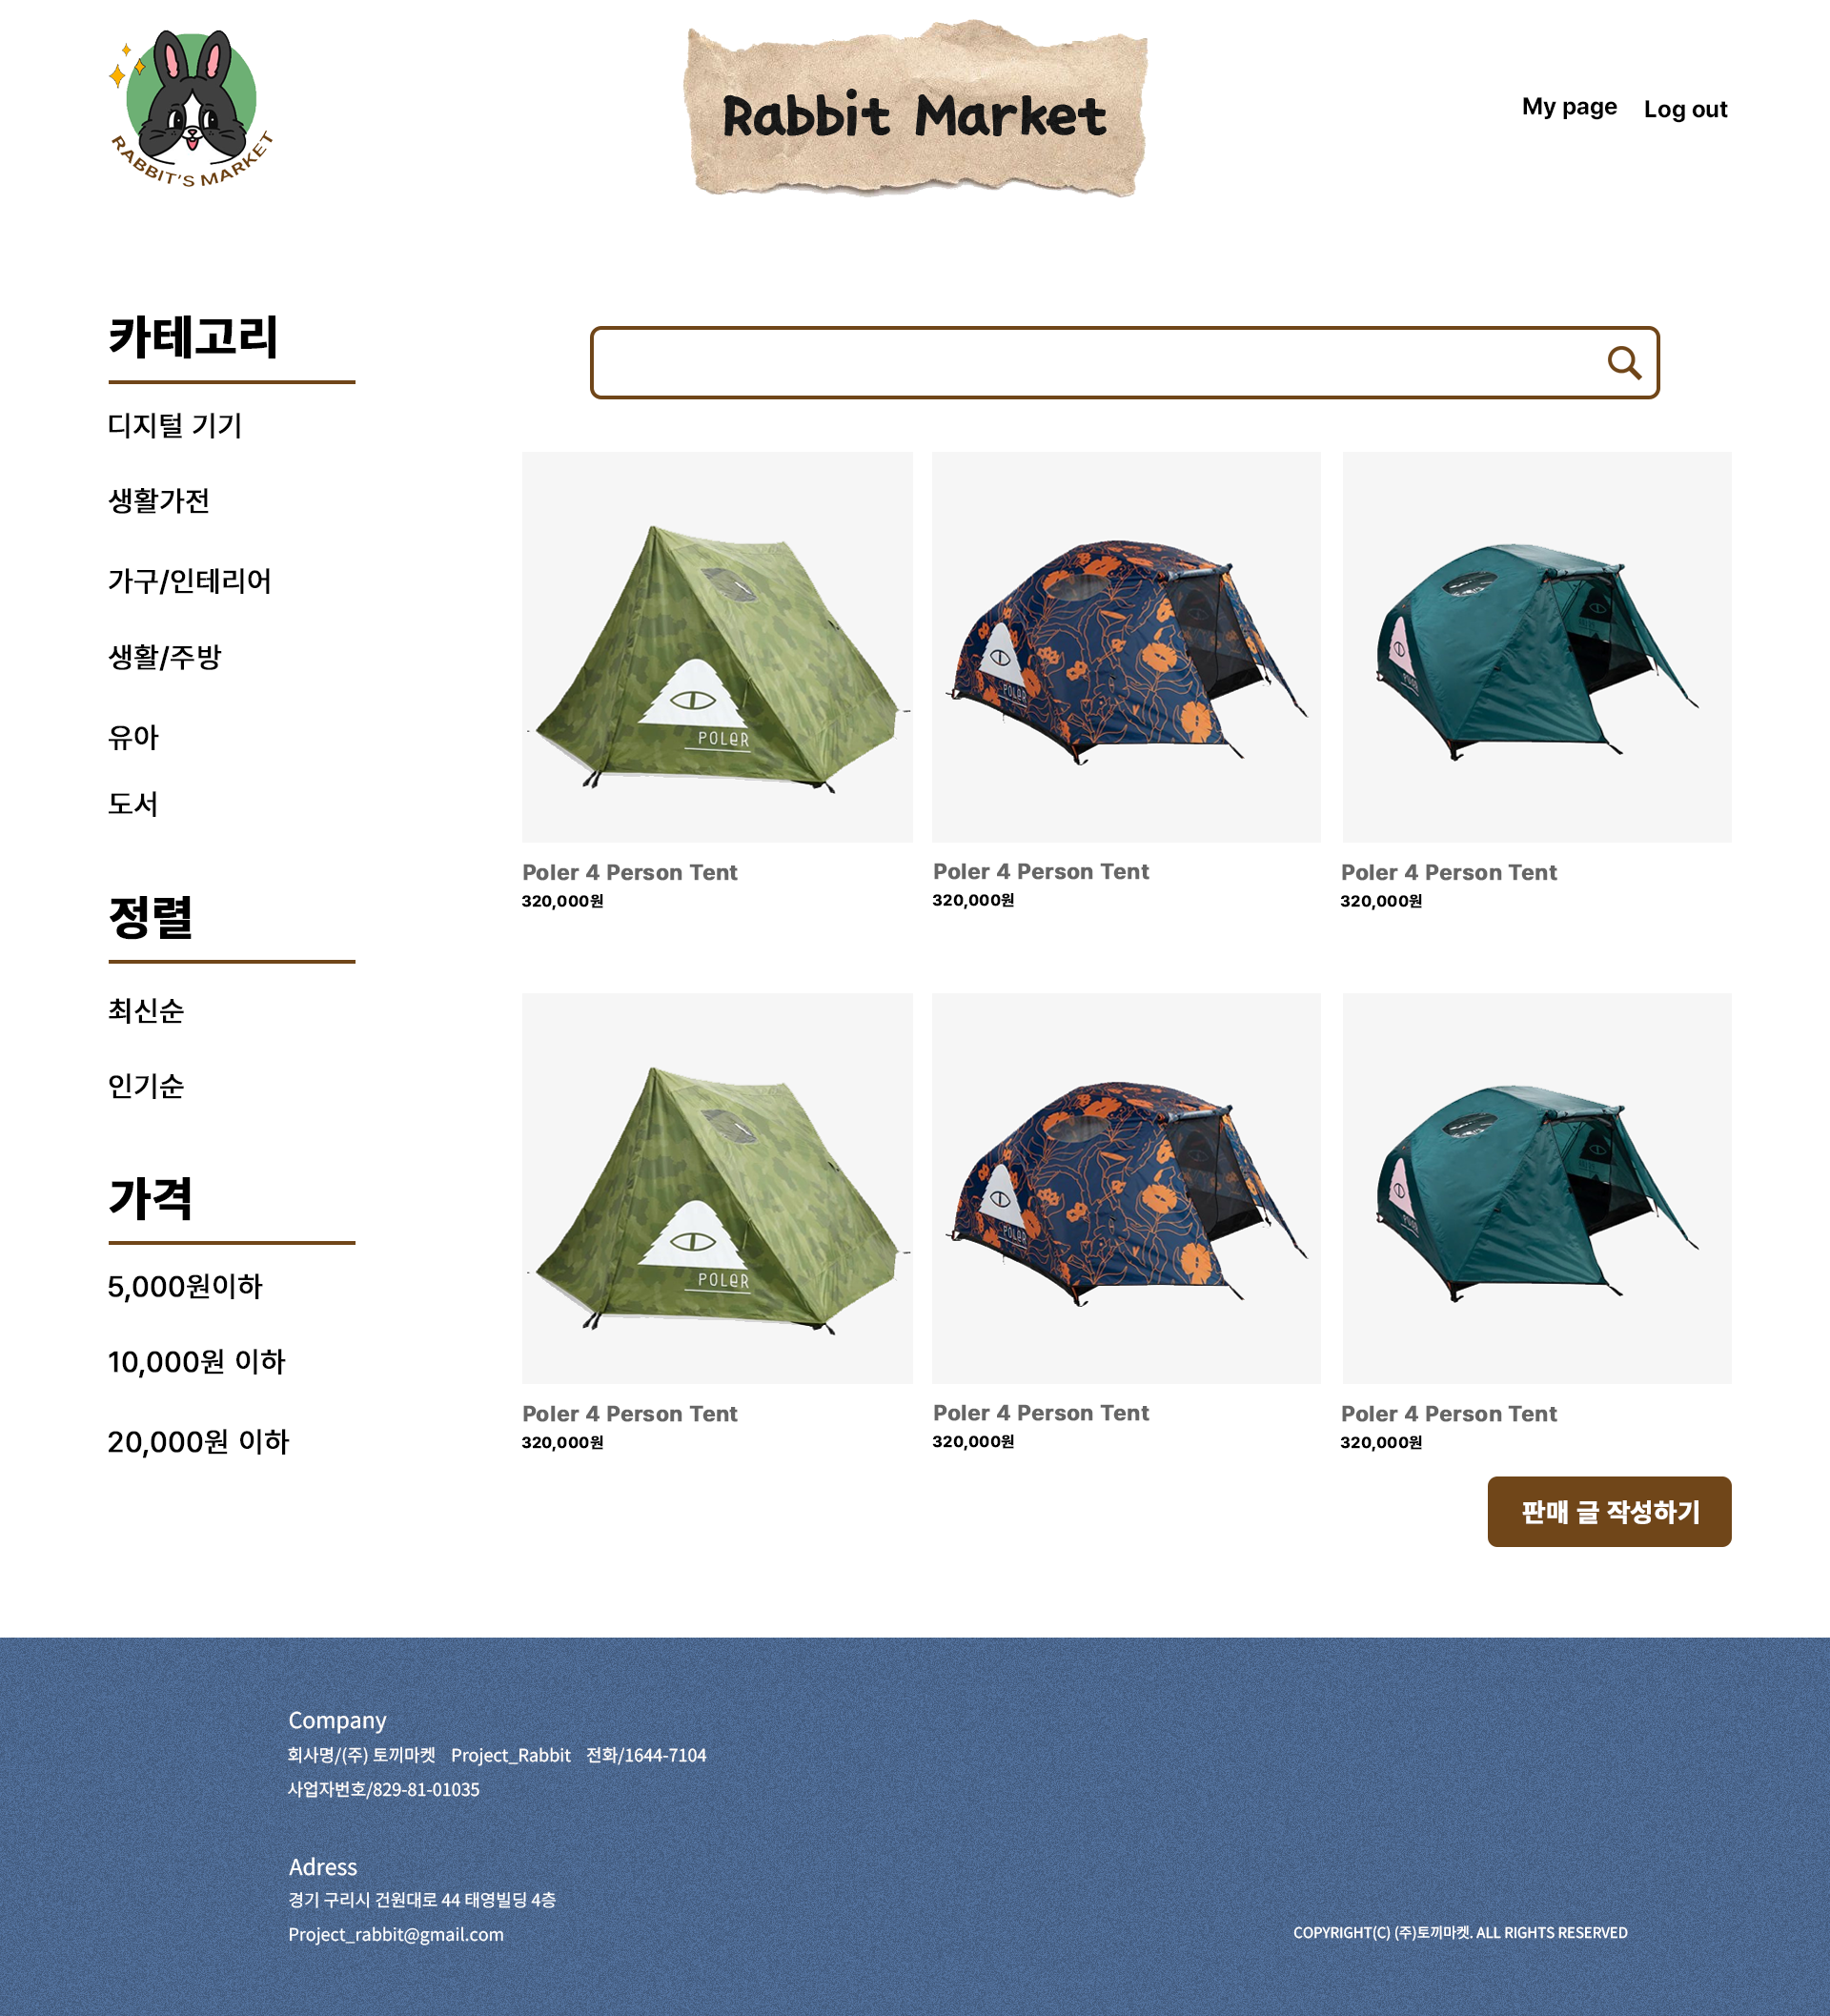 RABBIT'S MARKET
Rabbit Market
My page Log out
카테고리
디지털 기기
생활가전
가구/인테리어
생활/주방
유아
도서
정렬
최신순
인기순
가격
5,000원이하
10,000원 이하
20,000원 이하
POLER
POLER
POLER
Poler 4 Person Tent
320,000원
Poler 4 Person Tent
320,000원
Poler 4 Person Tent
320,000원
POLER
POLER
POLER
Poler 4 Person Tent
320,000원
Poler 4 Person Tent
320,000원
Poler 4 Person Tent
320,000원
판매 글 작성하기
Company
회사명/(주) 토끼마켓 Project_Rabbit 전화/1644-7104
사업자번호/829-81-01035
Adress
경기 구리시 건원대로 44 태영빌딩 4층
Project_rabbit@gmail.com
COPYRIGHT(C) (주)토끼마켓. ALL RIGHTS RESERVED